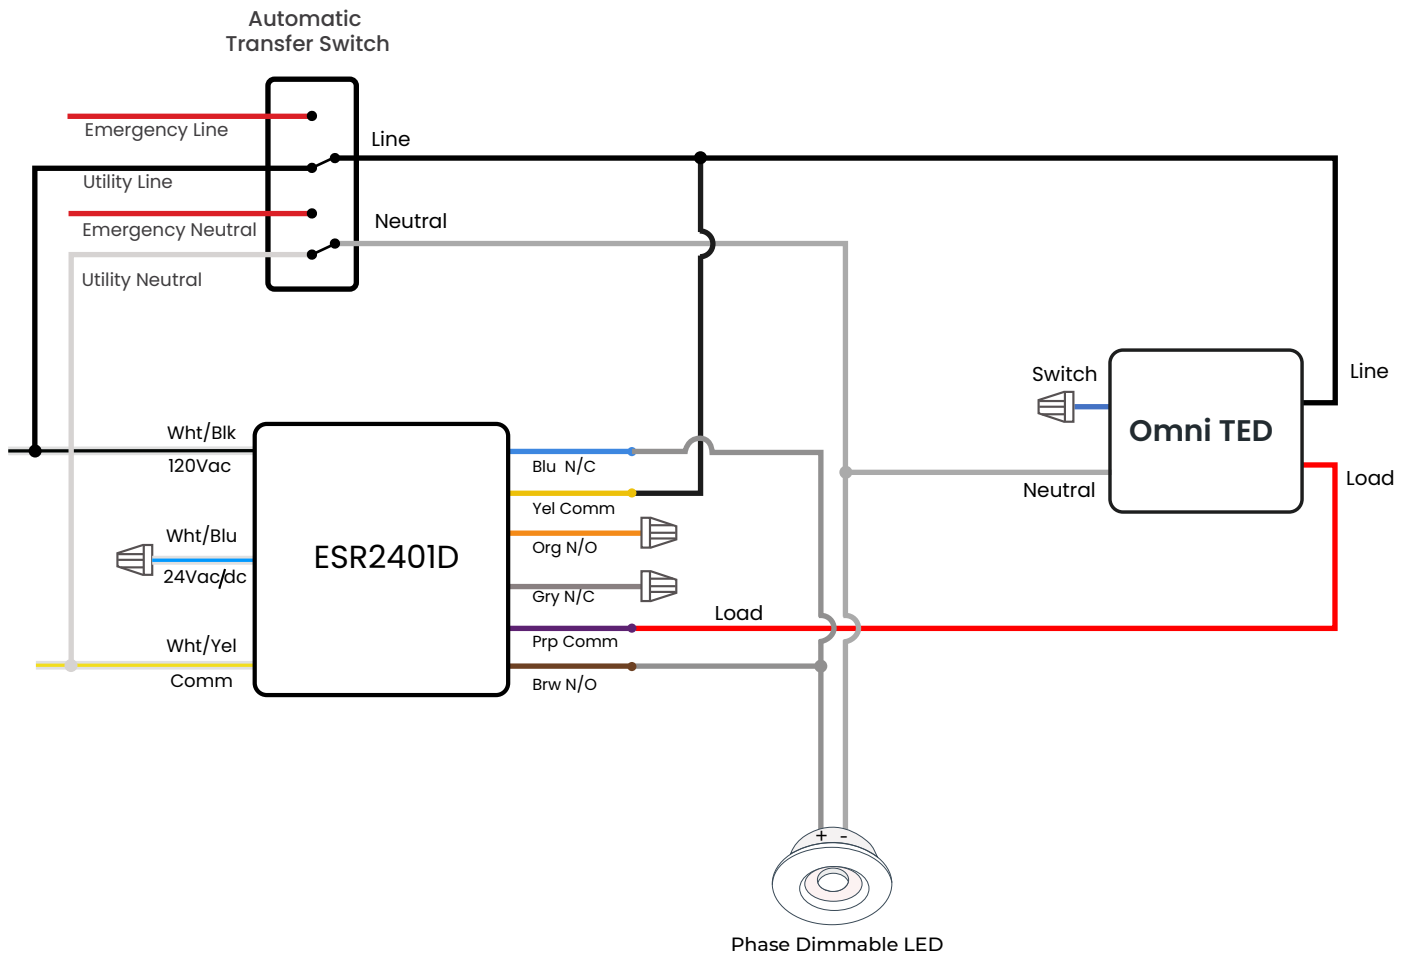 Automatic
Transfer Switch
Emergency Line
Line
Utility Line
Emergency Neutral
Neutral
Utility Neutral
Switch
Line
Omni TED
Load
Neutral
Wht/Blk
120Vac
Wht/Blu
24Vac/dc
Wht/Yel
Comm
ESR2401D
Blu N/C
Yel Comm
Org N/O
Gry N/C
Load
Prp Comm
Brw N/O
+ -
Phase Dimmable LED